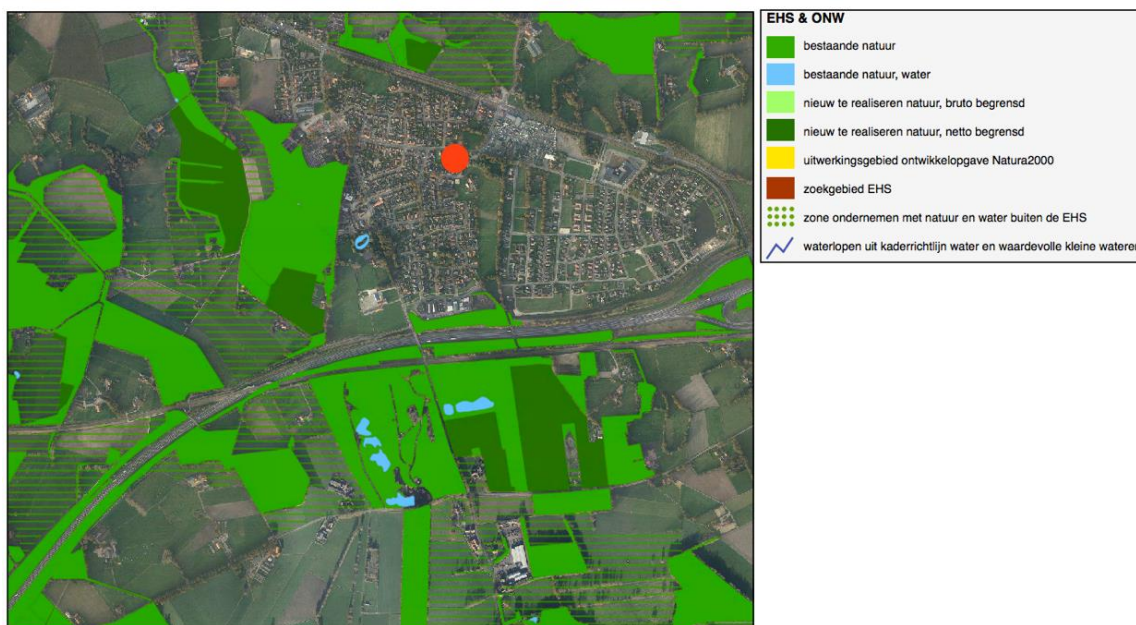 EHS & ONW
bestaande natuur
bestaande natuur, water
nieuw te realiseren natuur, bruto begrensd
nieuw te realiseren natuur, netto begrensd
uitwerkingsgebied ontwikkelopgave Natura2000
zoekgebied EHS
zone ondernemen met natuur en water buiten de EHS
waterlopen uit kaderrichtlijn water en waardevolle kleine wateren